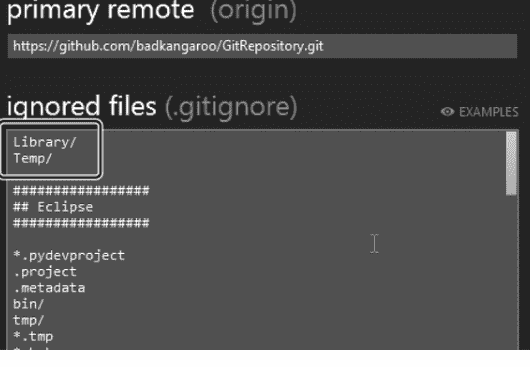 primary remote (origin)
https://github.com/badkangaroo/GitRepository.git
ignored files (.gitignore)
EXAMPLES
Library/
Temp/
#################
## Eclipse
#################
*.pydevproject
.project
.metadata
bin/
tmp/
*.tmp